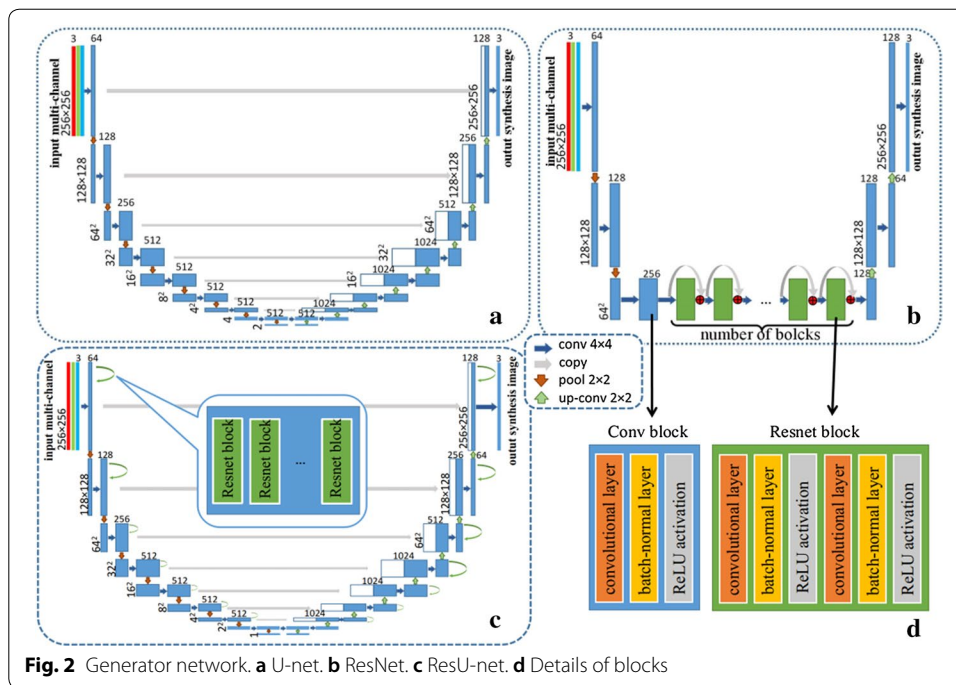 3 64
input multi-channel
256×256
128
128×128
256
64²
512
32²
512
16²
512
8²
512
4²
4
512
2
512
512
1024
1024
16²
1024
32²
512
64²
256
128×128
128 3
256×256
outut synthesis image
a
3 64
input multi-channel
256×256
128
128×128
256
64²
...
number of bolcks
128
128×128
128 64
128 3
256×256
outut synthesis image
b
conv 4×4
copy
pool 2×2
up-conv 2×2
3 64
input multi-channel
256×256
128
128×128
256
64²
512
32²
512
16²
512
8²
512
4²
512
2²
1
Resnet block
Resnet block
...
Resnet block
1024
1024
1024
512
64²
256 64
128×128
128 3
256×256
outut synthesis image
c
Conv block
convolutional layer
batch-normal layer
ReLU activation
Resnet block
convolutional layer
batch-normal layer
ReLU activation
convolutional layer
batch-normal layer
ReLU activation
d
Fig. 2 Generator network. a U-net. b ResNet. c ResU-net. d Details of blocks